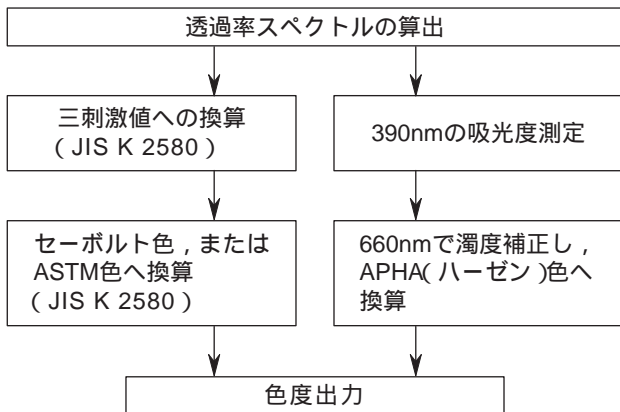 透過率スペクトルの算出
三刺激値への換算
( JIS K 2580 )
390nmの吸光度測定
セーボルト色 , または
ASTM色へ換算
( JIS K 2580 )
660nmで濁度補正し ,
APHA( ハーゼン )色へ
換算
色度出力